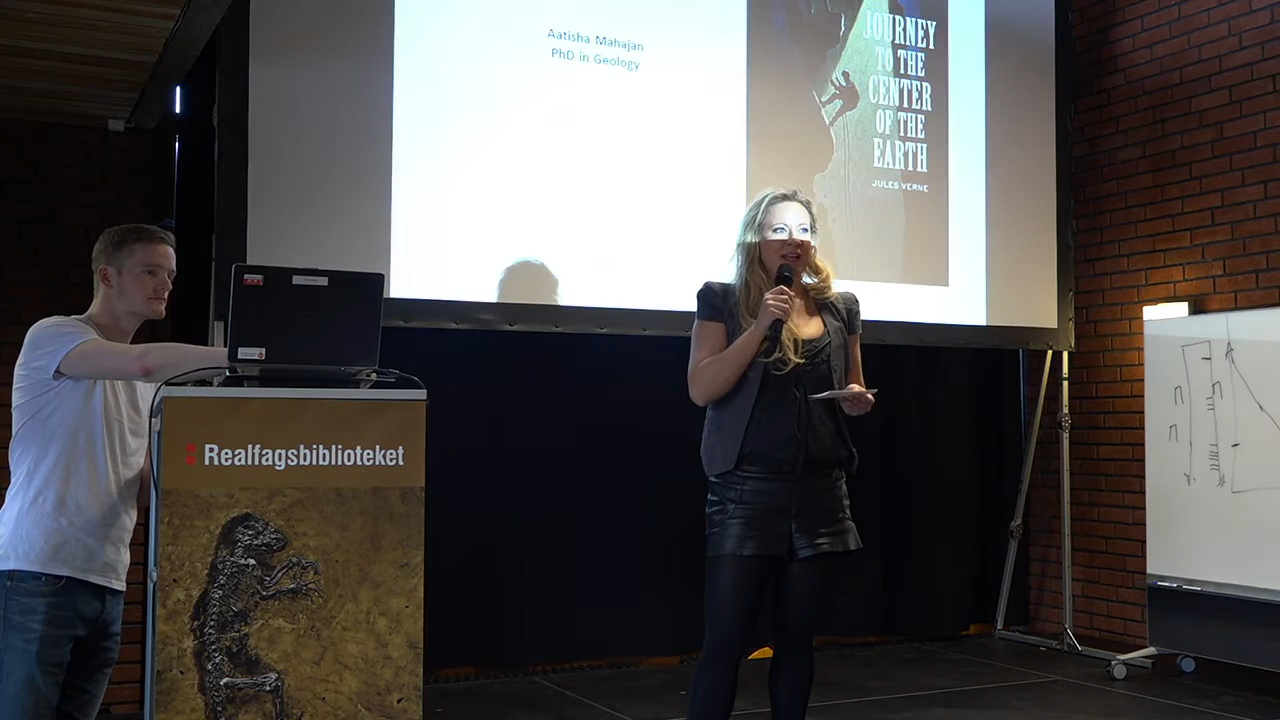 Aatisha Mahajan
PhD in Geology
JOURNEY
TO THE
CENTER
OF THE
EARTH
JULES VERNE
Realfagsbiblioteket